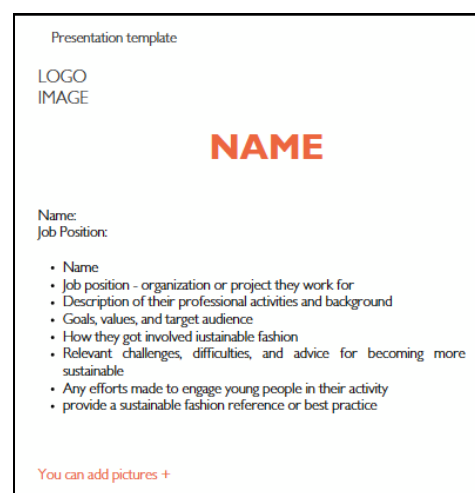 Presentation template
LOGO
IMAGE
NAME
Name:
Job Position:
• Name
• Job position - organization or project they work for
• Description of their professional activities and background
• Goals, values, and target audience
• How they got involved iustainable fashion
• Relevant challenges, difficulties, and advice for becoming more
sustainable
• Any efforts made to engage young people in their activity
• provide a sustainable fashion reference or best practice
You can add pictures +